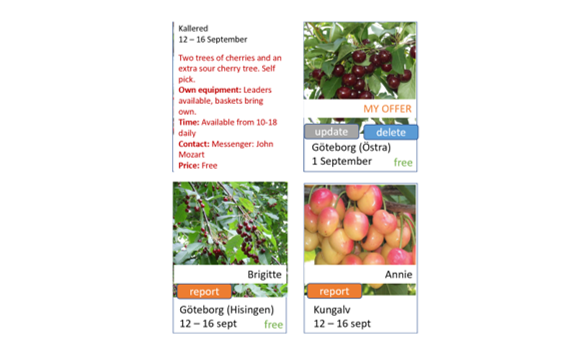 Kallered
12 – 16 September
Two trees of cherries and an
extra sour cherry tree. Self
pick.
Own equipment: Leaders
available, baskets bring
own.
Time: Available from 10-18
daily
Contact: Messenger: John
Mozart
Price: Free
MY OFFER
update
delete
Göteborg (Östra)
1 September
free
Brigitte
report
Göteborg (Hisingen)
12 – 16 sept
free
Annie
report
Kungalv
12 – 16 sept